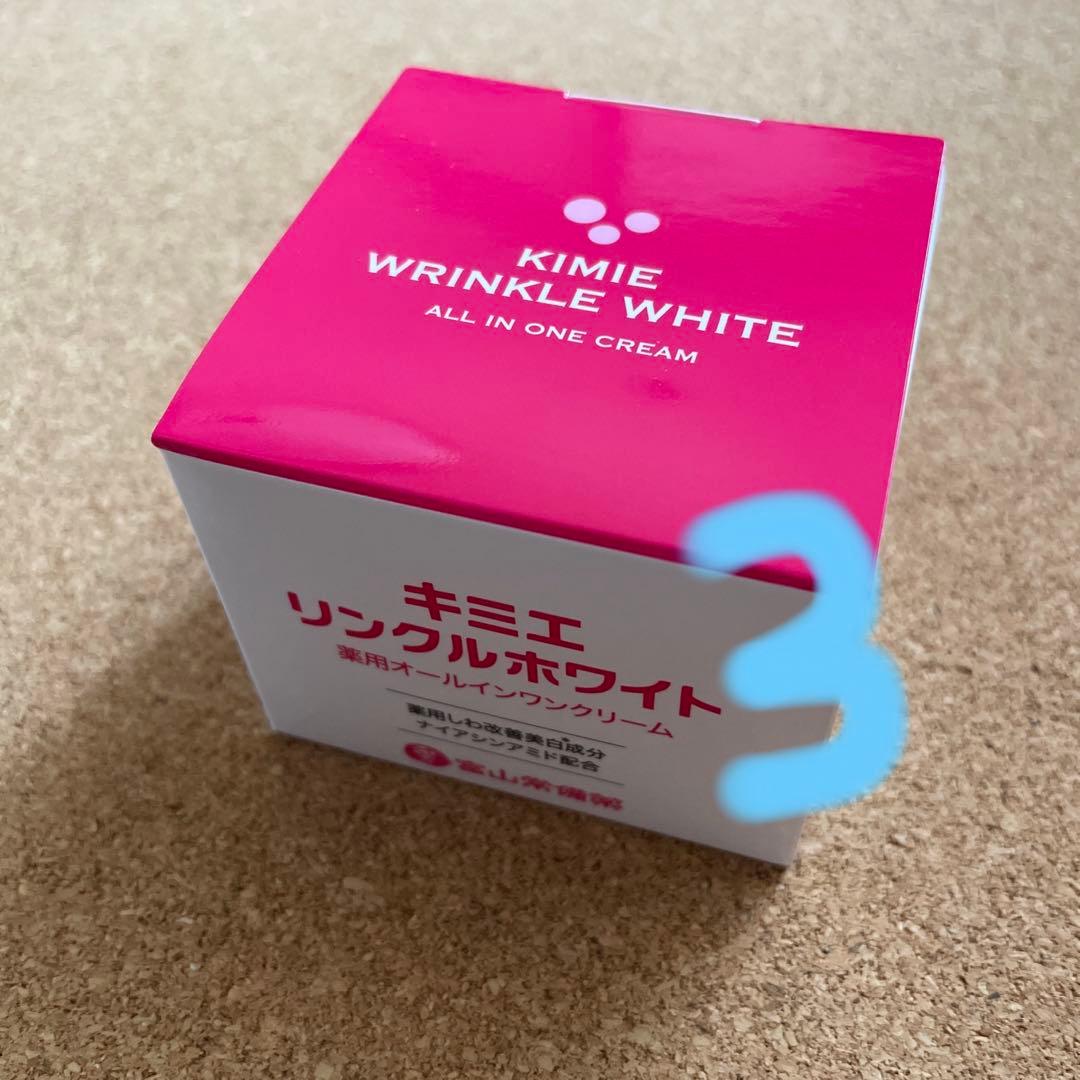 KIMIE
WRINKLE WHITE
ALL IN ONE CREAM
キミエ
リンクルホワイト
薬用オールインワンクリーム
薬用しわ改善美白*成分
ナイアシンアミド配合
富山常備薬
3